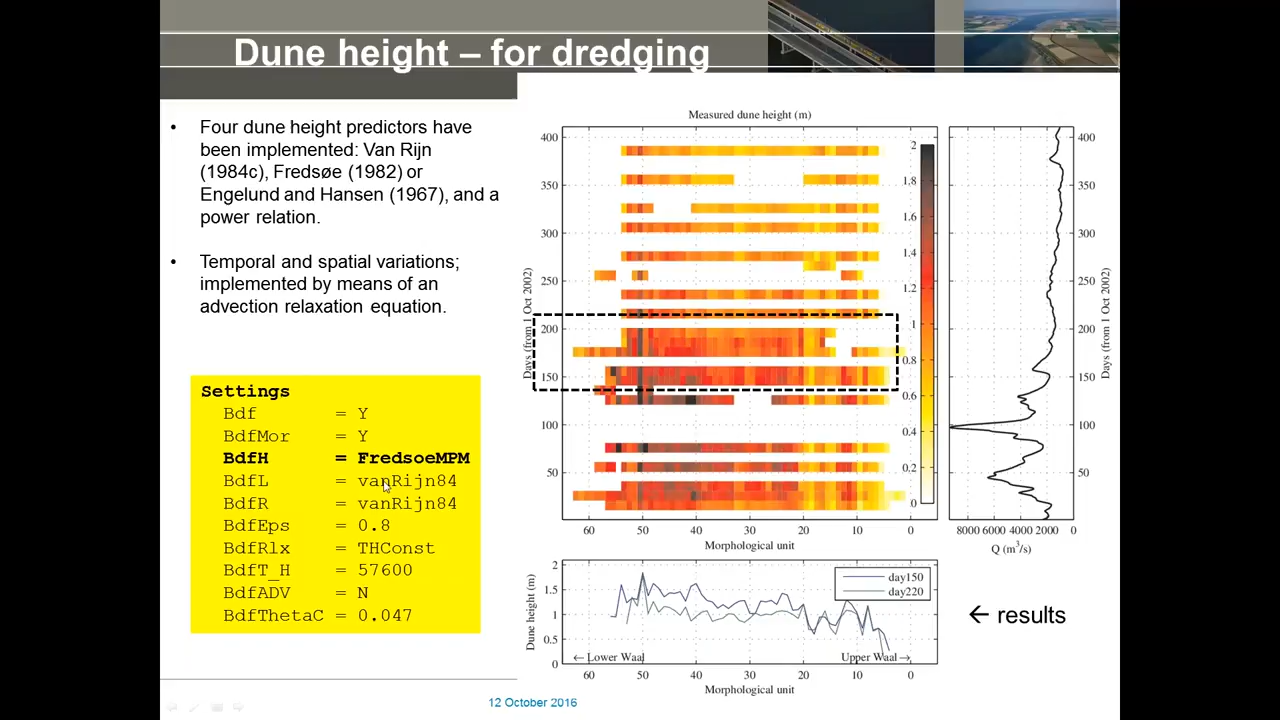 Dune height – for dredging
• Four dune height predictors have
been implemented: Van Rijn
(1984c), Fredsøe (1982) or
Engelund and Hansen (1967), and a
power relation.
• Temporal and spatial variations;
implemented by means of an
advection relaxation equation.
Settings
Bdf = Y
BdfMor = Y
BdfH = FredsoeMPM
BdfL = vanRijn84
BdfR = vanRijn84
BdfEps = 0.8
BdfRlx = THConst
BdfT_H = 57600
BdfADV = N
BdfThetaC = 0.047
Measured dune height (m)
400
350
300
250
200
150
100
50
Days (from 1 Oct 2002)
60 50 40 30 20 10 0
Morphological unit
2
1.8
1.6
1.4
1.2
1
0.8
0.6
0.4
0.2
0
400
350
300
250
200
150
100
50
Days (from 1 Oct 2002)
8000 6000 4000 2000 0
Q (m³/s)
2
1.5
1
0.5
0
Dune height (m)
day150
day220
← Lower Waal
Upper Waal →
60 50 40 30 20 10 0
Morphological unit
← results
12 October 2016